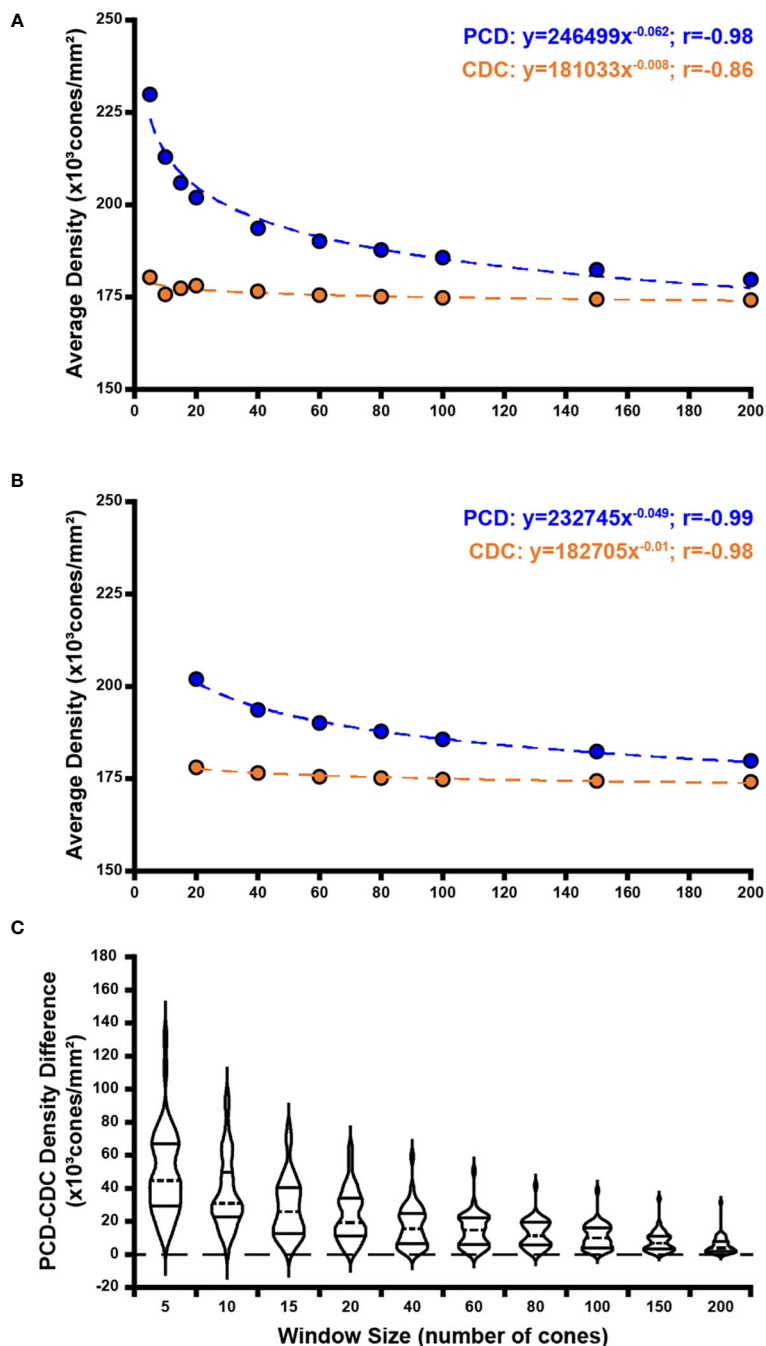 A
250
225
200
175
150
Average Density (x10³cones/mm²)
PCD: y=246499x^-0.062; r=-0.98
CDC: y=181033x^-0.008; r=-0.86
0 20 40 60 80 100 120 140 160 180 200
B
250
225
200
175
150
Average Density (x10³cones/mm²)
PCD: y=232745x^-0.049; r=-0.99
CDC: y=182705x^-0.01; r=-0.98
20 40 60 80 100 120 140 160 180 200
C
180
160
140
120
100
80
60
40
20
0
-20
PCD-CDC Density Difference
(x10³cones/mm²)
5 10 15 20 40 60 80 100 150 200
Window Size (number of cones)